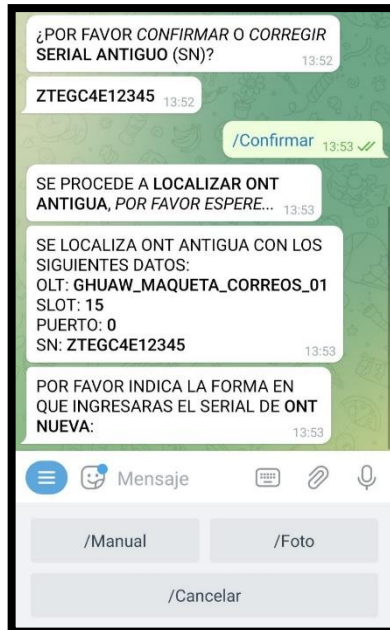 ¿POR FAVOR CONFIRMAR O CORREGIR
SERIAL ANTIGUO (SN)?
13:52
ZTEGC4E12345 13:52
/Confirmar 13:53
SE PROCEDE A LOCALIZAR ONT
ANTIGUA, POR FAVOR ESPERE... 13:53
SE LOCALIZA ONT ANTIGUA CON LOS
SIGUIENTES DATOS:
OLT: GHUAW_MAQUETA_CORREOS_01
SLOT: 15
PUERTO: 0
SN: ZTEGC4E12345
13:53
POR FAVOR INDICA LA FORMA EN
QUE INGRESARAS EL SERIAL DE ONT
NUEVA:
13:53
Mensaje
/Manual /Foto
/Cancelar